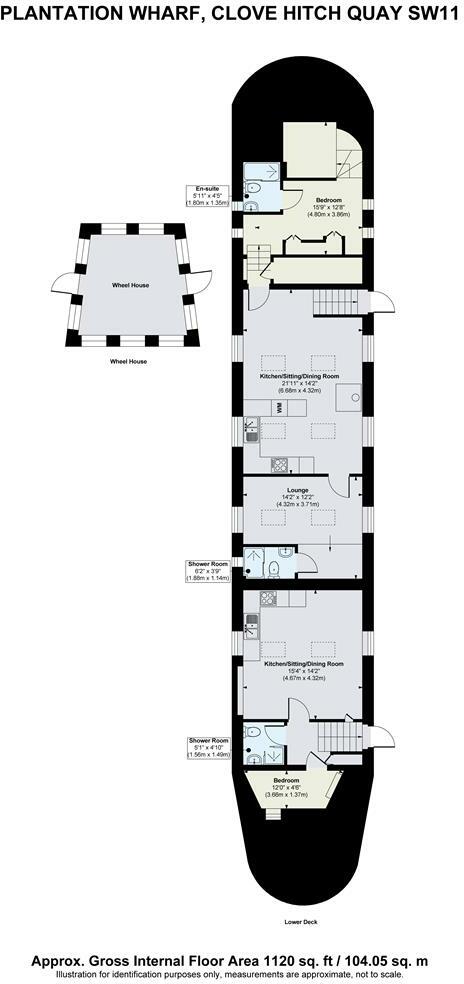 PLANTATION WHARF, CLOVE HITCH QUAY SW11
En-suite
5'11" x 4'5"
(1.80m x 1.35m)
Bedroom
15'9" x 12'8"
(4.80m x 3.86m)
Wheel House
Wheel House
Kitchen/Sitting/Dining Room
21'11" x 14'2"
(6.68m x 4.32m)
WM
Lounge
14'2" x 12'2"
(4.32m x 3.71m)
Shower Room
6'2" x 3'9"
(1.88m x 1.14m)
Kitchen/Sitting/Dining Room
15'4" x 14'2"
(4.67m x 4.32m)
Shower Room
5'1" x 4'10"
(1.56m x 1.49m)
Bedroom
12'0" x 4'6"
(3.66m x 1.37m)
Lower Deck
Approx. Gross Internal Floor Area 1120 sq. ft / 104.05 sq. m
Illustration for identification purposes only, measurements are approximate, not to scale.